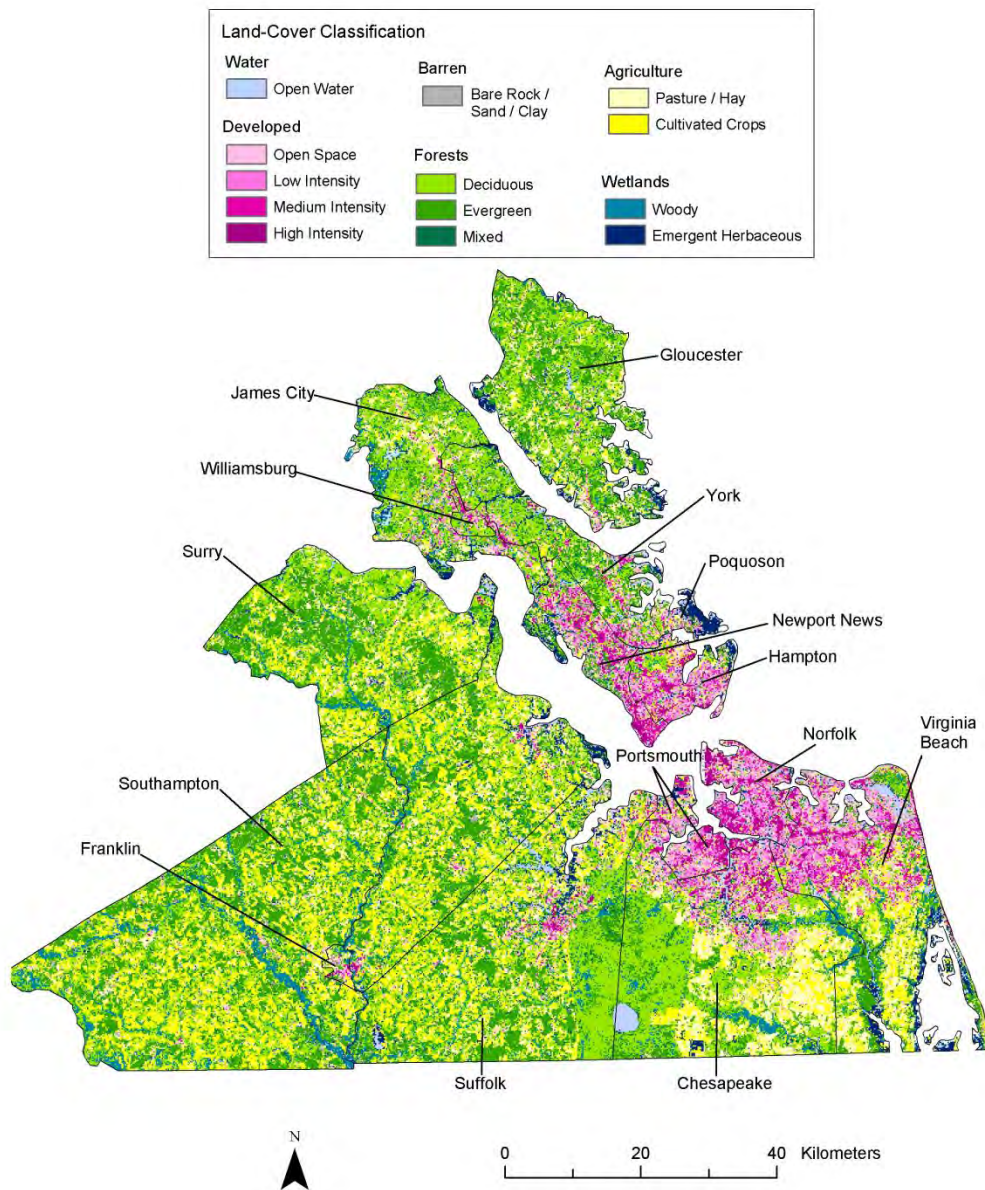 Land-Cover Classification
Water
Open Water
Developed
Open Space
Low Intensity
Medium Intensity
High Intensity
Barren
Bare Rock /
Sand / Clay
Forests
Deciduous
Evergreen
Mixed
Agriculture
Pasture / Hay
Cultivated Crops
Wetlands
Woody
Emergent Herbaceous
Gloucester
James City
Williamsburg
York
Surry
Poquoson
Newport News
Hampton
Virginia
Beach
Norfolk
Portsmouth
Southampton
Franklin
Suffolk
Chesapeake
N
0 20 40 Kilometers